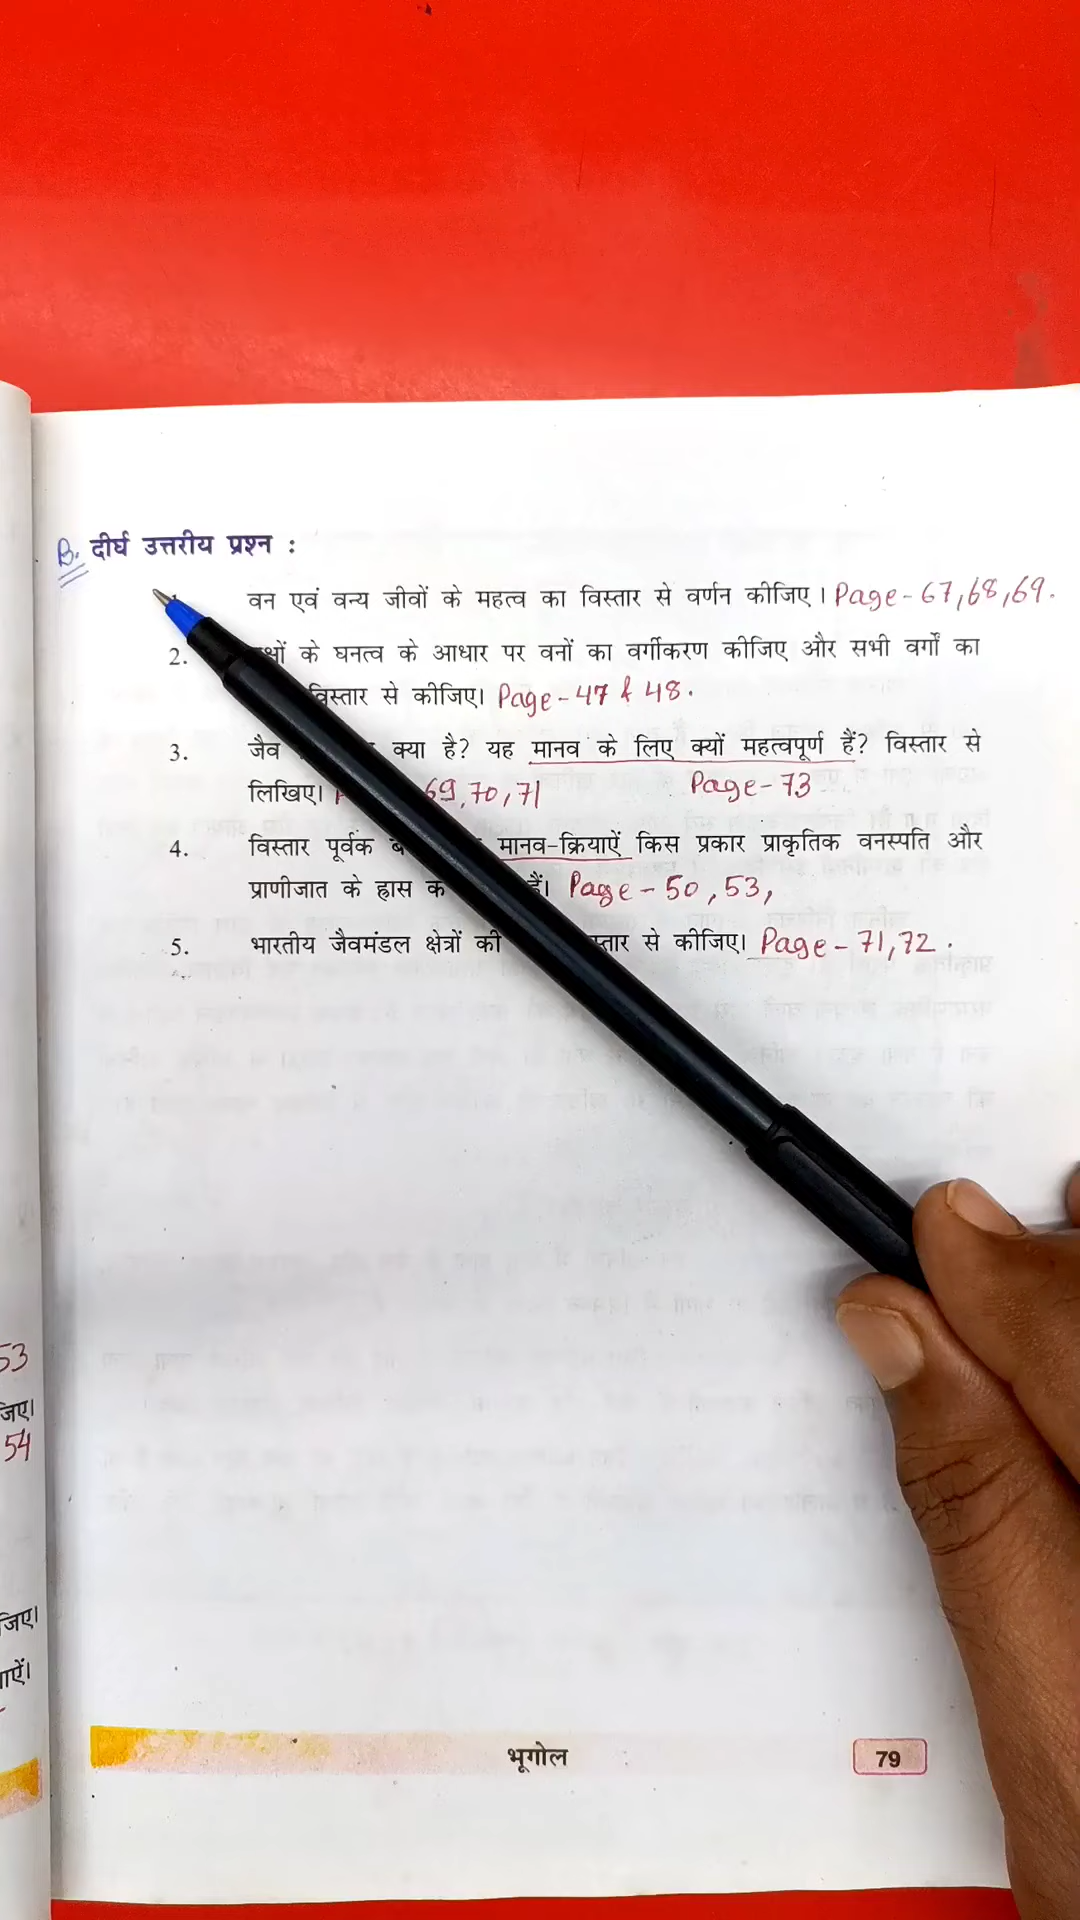 B. दीर्घ उत्तरीय प्रश्न :
वन एवं वन्य जीवों के महत्व का विस्तार से वर्णन कीजिए। Page - 67, 68, 69.
2. के घनत्व के आधार पर वनों का वर्गीकरण कीजिए और सभी वर्गों का
विस्तार से कीजिए। Page - 47 & 48.
3. जैव क्या है? यह मानव के लिए क्यों महत्वपूर्ण हैं? विस्तार से
लिखिए। 69, 70, 71 Page - 73
4. विस्तार पूर्वक मानव-क्रियाऐं किस प्रकार प्राकृतिक वनस्पति और
प्राणीजात के ह्रास हैं। Page - 50, 53,
5. भारतीय जैवमंडल क्षेत्रों की से कीजिए। Page - 71, 72.
53
54
भूगोल 79